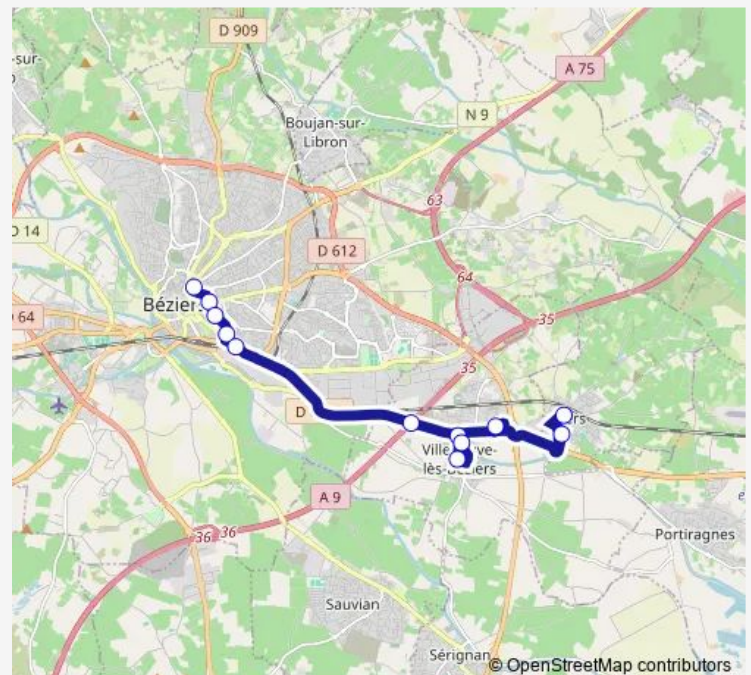 D 909
-sur-
A 75
N 9
Boujan-sur-
Libron
63
D 14
D 612
64
Béziers
64
35
35
D
ers
Ville
ve-
lès-Béziers
A 9
36
36
Portiragnes
Sauvian
Sérignan
© OpenStreetMap contributors